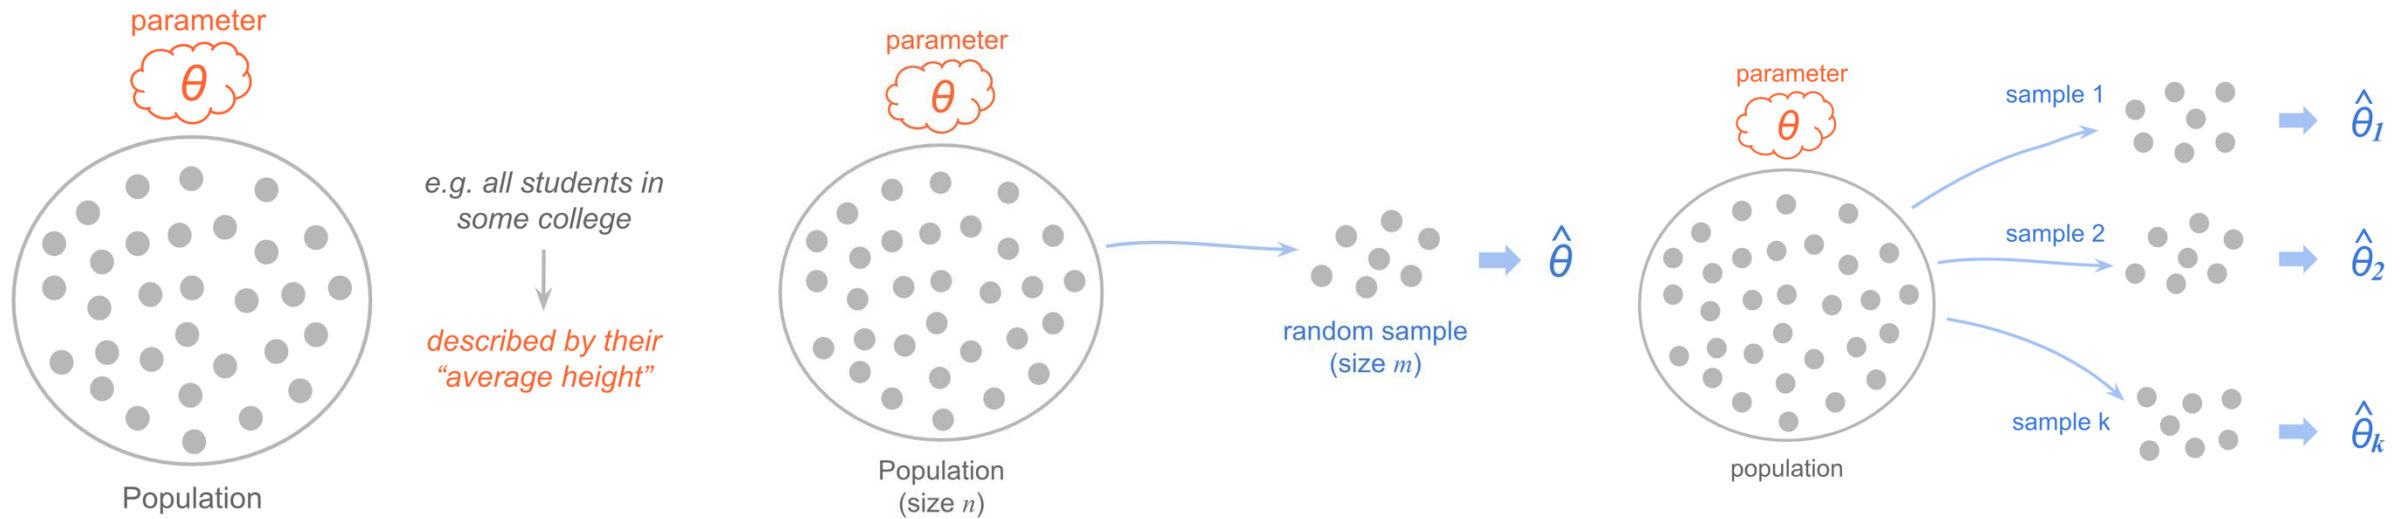 parameter
θ
Population
e.g. all students in
some college
described by their
“average height”
parameter
θ
Population
(size n)
random sample
(size m)
θ̂
parameter
θ
population
sample 1
θ̂1
sample 2
θ̂2
sample k
θ̂k